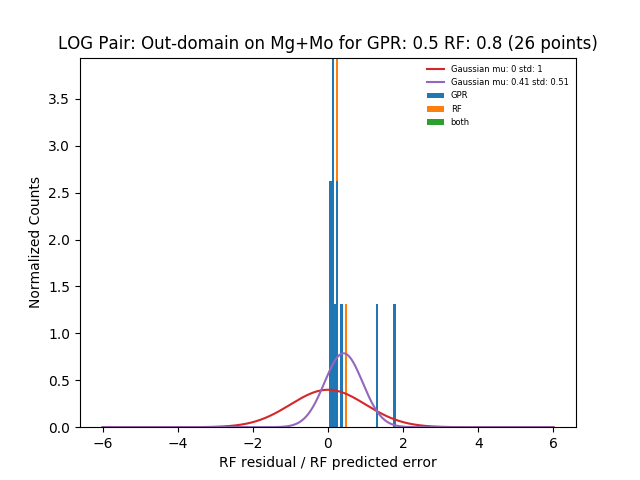 LOG Pair: Out-domain on Mg+Mo for GPR: 0.5 RF: 0.8 (26 points)
Gaussian mu: 0 std: 1
Gaussian mu: 0.41 std: 0.51
GPR
RF
both
Normalized Counts
3.5
3.0
2.5
2.0
1.5
1.0
0.5
0.0
−6 −4 −2 0 2 4 6
RF residual / RF predicted error